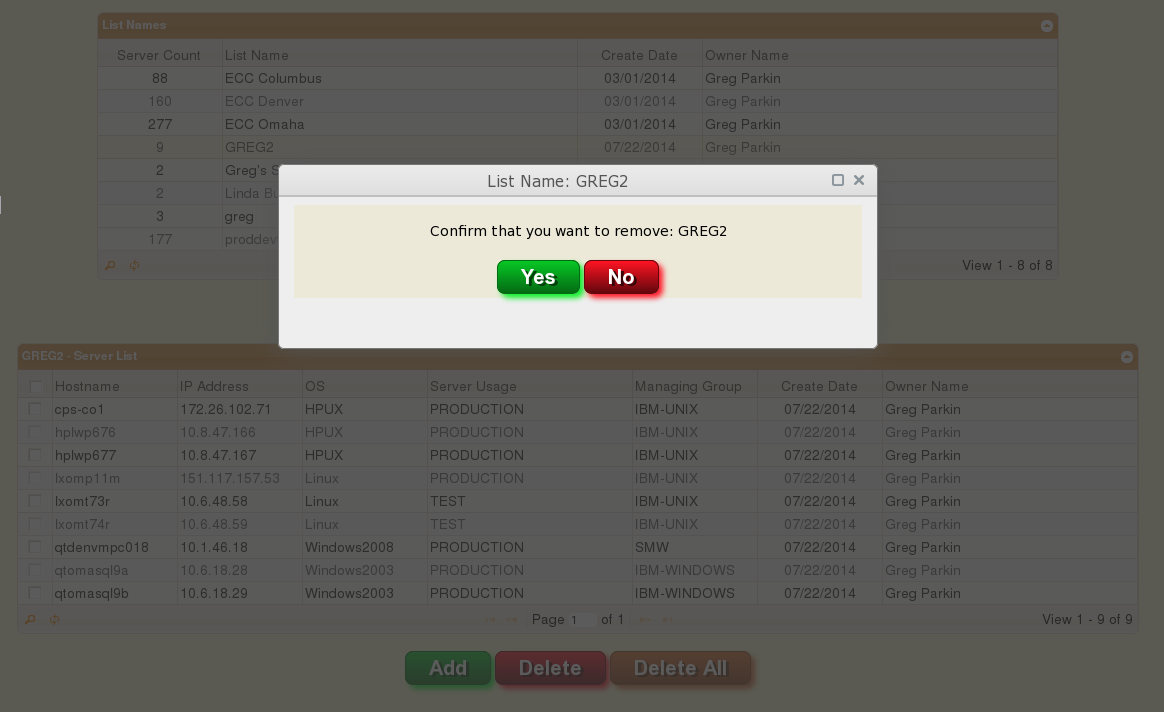 List Names
Server Count List Name Create Date Owner Name
88 ECC Columbus 03/01/2014 Greg Parkin
160 ECC Denver 03/01/2014 Greg Parkin
277 ECC Omaha 03/01/2014 Greg Parkin
9 GREG2 07/22/2014 Greg Parkin
2 Greg's
2 Linda
3 greg
177
View 1 - 8 of 8
List Name: GREG2
Confirm that you want to remove: GREG2
Yes No
GREG2 - Server List
Hostname IP Address OS Server Usage Managing Group Create Date Owner Name
cps-co1 172.26.102.71 HPUX PRODUCTION IBM-UNIX 07/22/2014 Greg Parkin
hplwp676 10.8.47.166 HPUX PRODUCTION IBM-UNIX 07/22/2014 Greg Parkin
hplwp677 10.8.47.167 HPUX PRODUCTION IBM-UNIX 07/22/2014 Greg Parkin
lxomp11m 151.117.157.53 Linux PRODUCTION IBM-UNIX 07/22/2014 Greg Parkin
lxomt73r 10.6.48.58 Linux TEST IBM-UNIX 07/22/2014 Greg Parkin
lxomt74r 10.6.48.59 Linux TEST IBM-UNIX 07/22/2014 Greg Parkin
qtdenvmpc018 10.1.46.18 Windows2008 PRODUCTION SMW 07/22/2014 Greg Parkin
qtomasql9a 10.6.18.28 Windows2003 PRODUCTION IBM-WINDOWS 07/22/2014 Greg Parkin
qtomasql9b 10.6.18.29 Windows2003 PRODUCTION IBM-WINDOWS 07/22/2014 Greg Parkin
Page 1 of 1 View 1 - 9 of 9
Add Delete Delete All